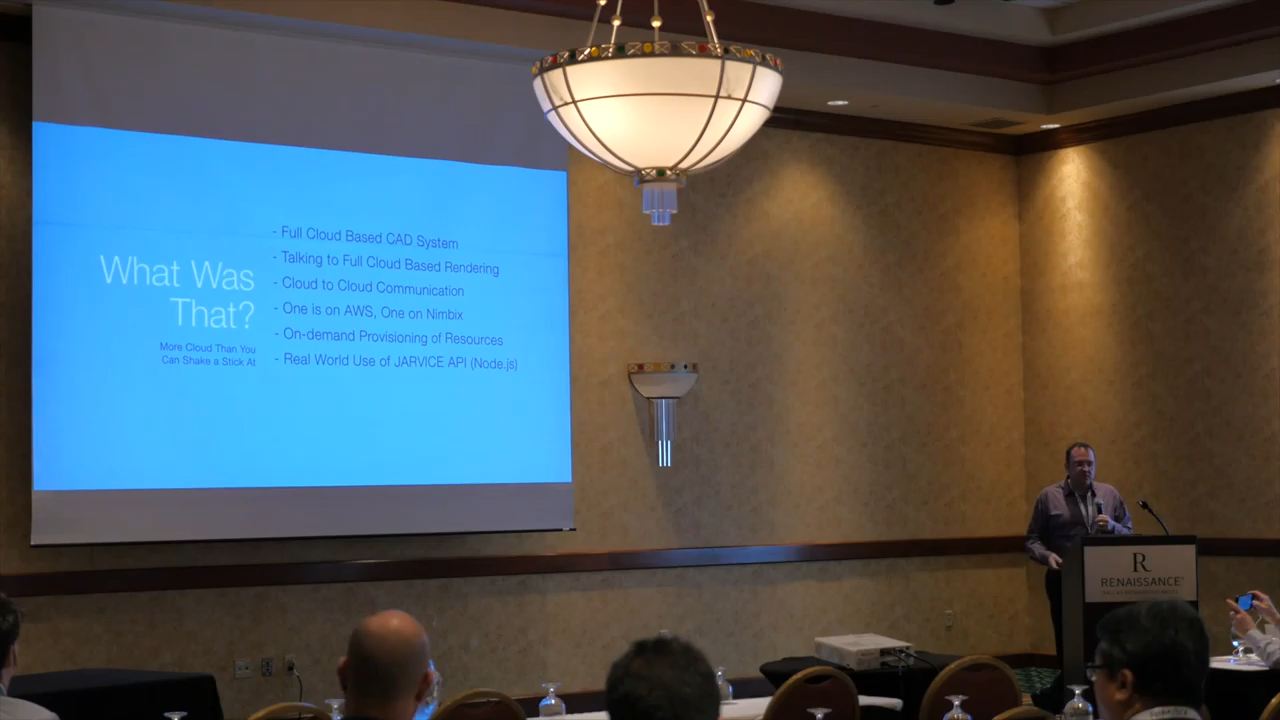 What Was
That?
More Cloud Than You
Can Shake a Stick At
- Full Cloud Based CAD System
- Talking to Full Cloud Based Rendering
- Cloud to Cloud Communication
- One is on AWS, One on Nimbix
- On-demand Provisioning of Resources
- Real World Use of JARVICE API (Node.js)
R
RENAISSANCE